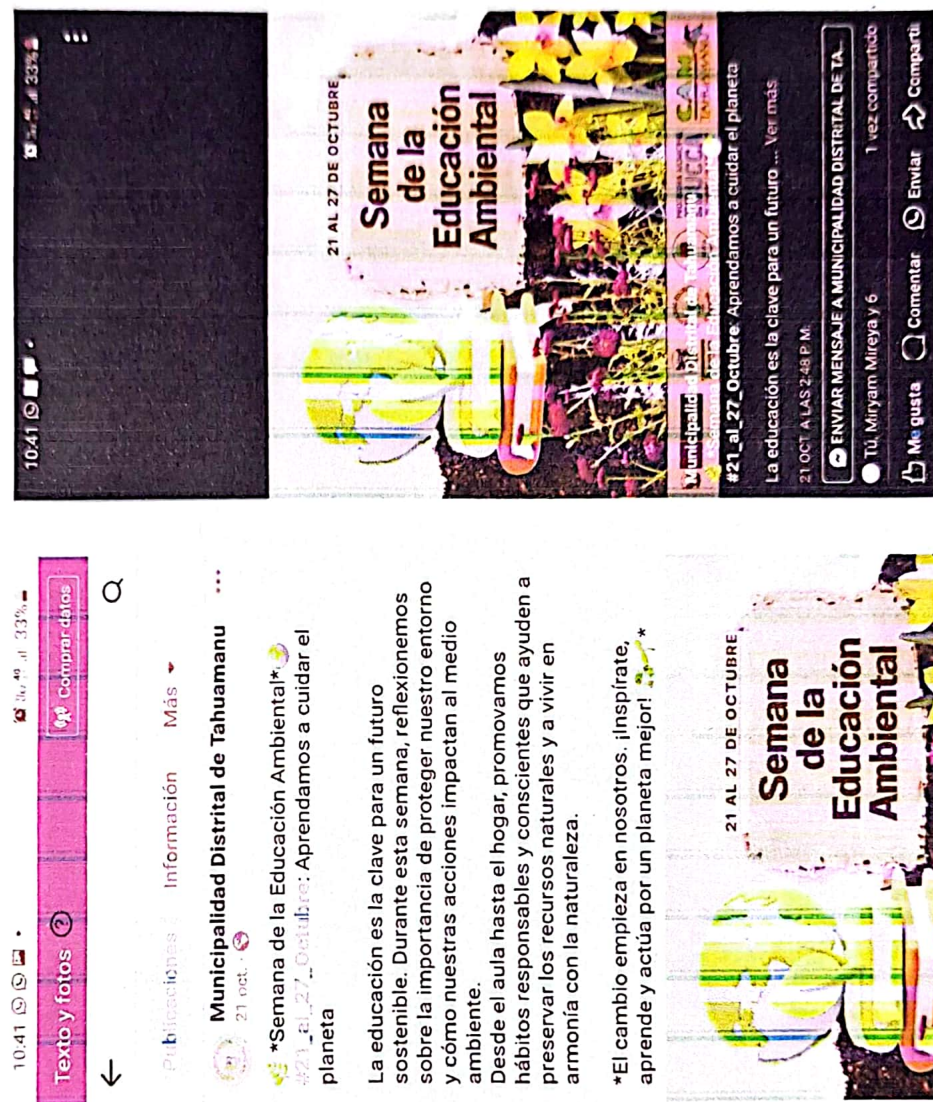 10:41
33%
Texto y fotos
Comprar datos
Publicaciones
Información
Más
Municipalidad Distrital de Tahuamanu
21 oct.
*Semana de la Educación Ambiental*
#21_al_27_Octubre: Aprendamos a cuidar el
planeta
La educación es la clave para un futuro
sostenible. Durante esta semana, reflexionemos
sobre la importancia de proteger nuestro entorno
y cómo nuestras acciones impactan al medio
ambiente.
Desde el aula hasta el hogar, promovamos
hábitos responsables y conscientes que ayuden a
preservar los recursos naturales y a vivir en
armonía con la naturaleza.
*El cambio empieza en nosotros. ¡Inspírate,
aprende y actúa por un planeta mejor! *
21 AL 27 DE OCTUBRE
Semana
de la
Educación
Ambiental
10:41
33%
21 AL 27 DE OCTUBRE
Semana
de la
Educación
Ambiental
Municipalidad Distrital de Tahuamanu
*Semana de la Educación Ambiental*
#21_al_27_Octubre: Aprendamos a cuidar el planeta
La educación es la clave para un futuro ... Ver más
21 OCT A LAS 2:48 P.M.
ENVIAR MENSAJE A MUNICIPALIDAD DISTRITAL DE TA...
Tú, Miryam Mireya y 6
1 vez compartido
Me gusta
Comentar
Enviar
Compartir